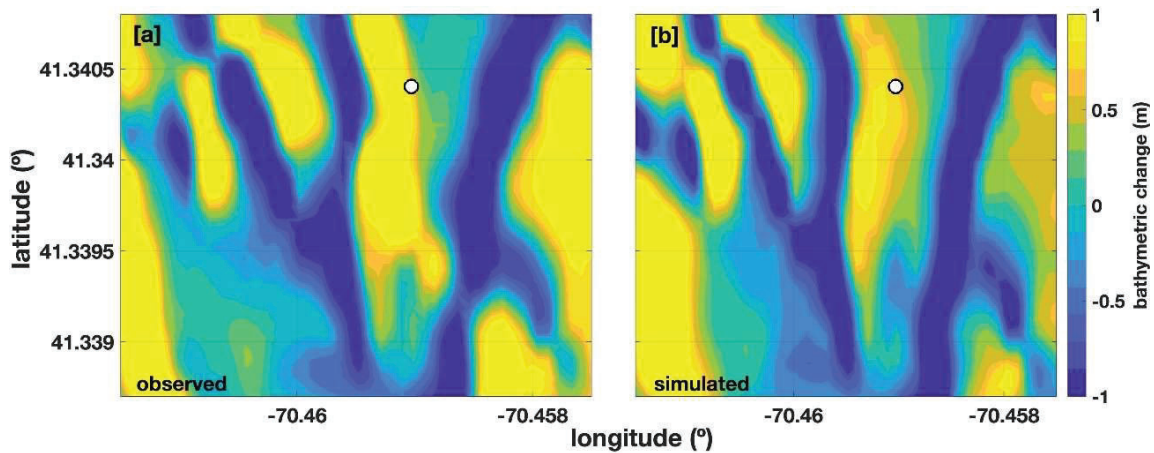 [a]
[b]
41.3405
41.34
41.3395
41.339
latitude (º)
observed
simulated
-70.46
-70.458
-70.46
-70.458
longitude (º)
1
0.5
0
-0.5
-1
bathymetric change (m)